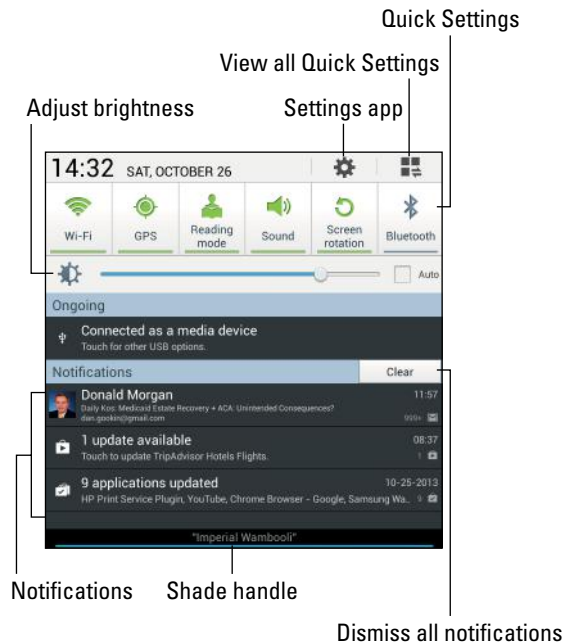 Quick Settings
View all Quick Settings
Adjust brightness
Settings app
14:32 SAT, OCTOBER 26
Wi-Fi
GPS
Reading mode
Sound
Screen rotation
Bluetooth
Auto
Ongoing
Connected as a media device
Touch for other USB options.
Notifications
Clear
Donald Morgan 11:57
Daily Kos: Medicaid Estate Recovery + ACA: Unintended Consequences?
dan.gookin@gmail.com 999+
1 update available 08:37
Touch to update TripAdvisor Hotels Flights. 1
9 applications updated 10-25-2013
HP Print Service Plugin, YouTube, Chrome Browser - Google, Samsung Wa.. 9
"Imperial Wambooli"
Notifications
Shade handle
Dismiss all notifications